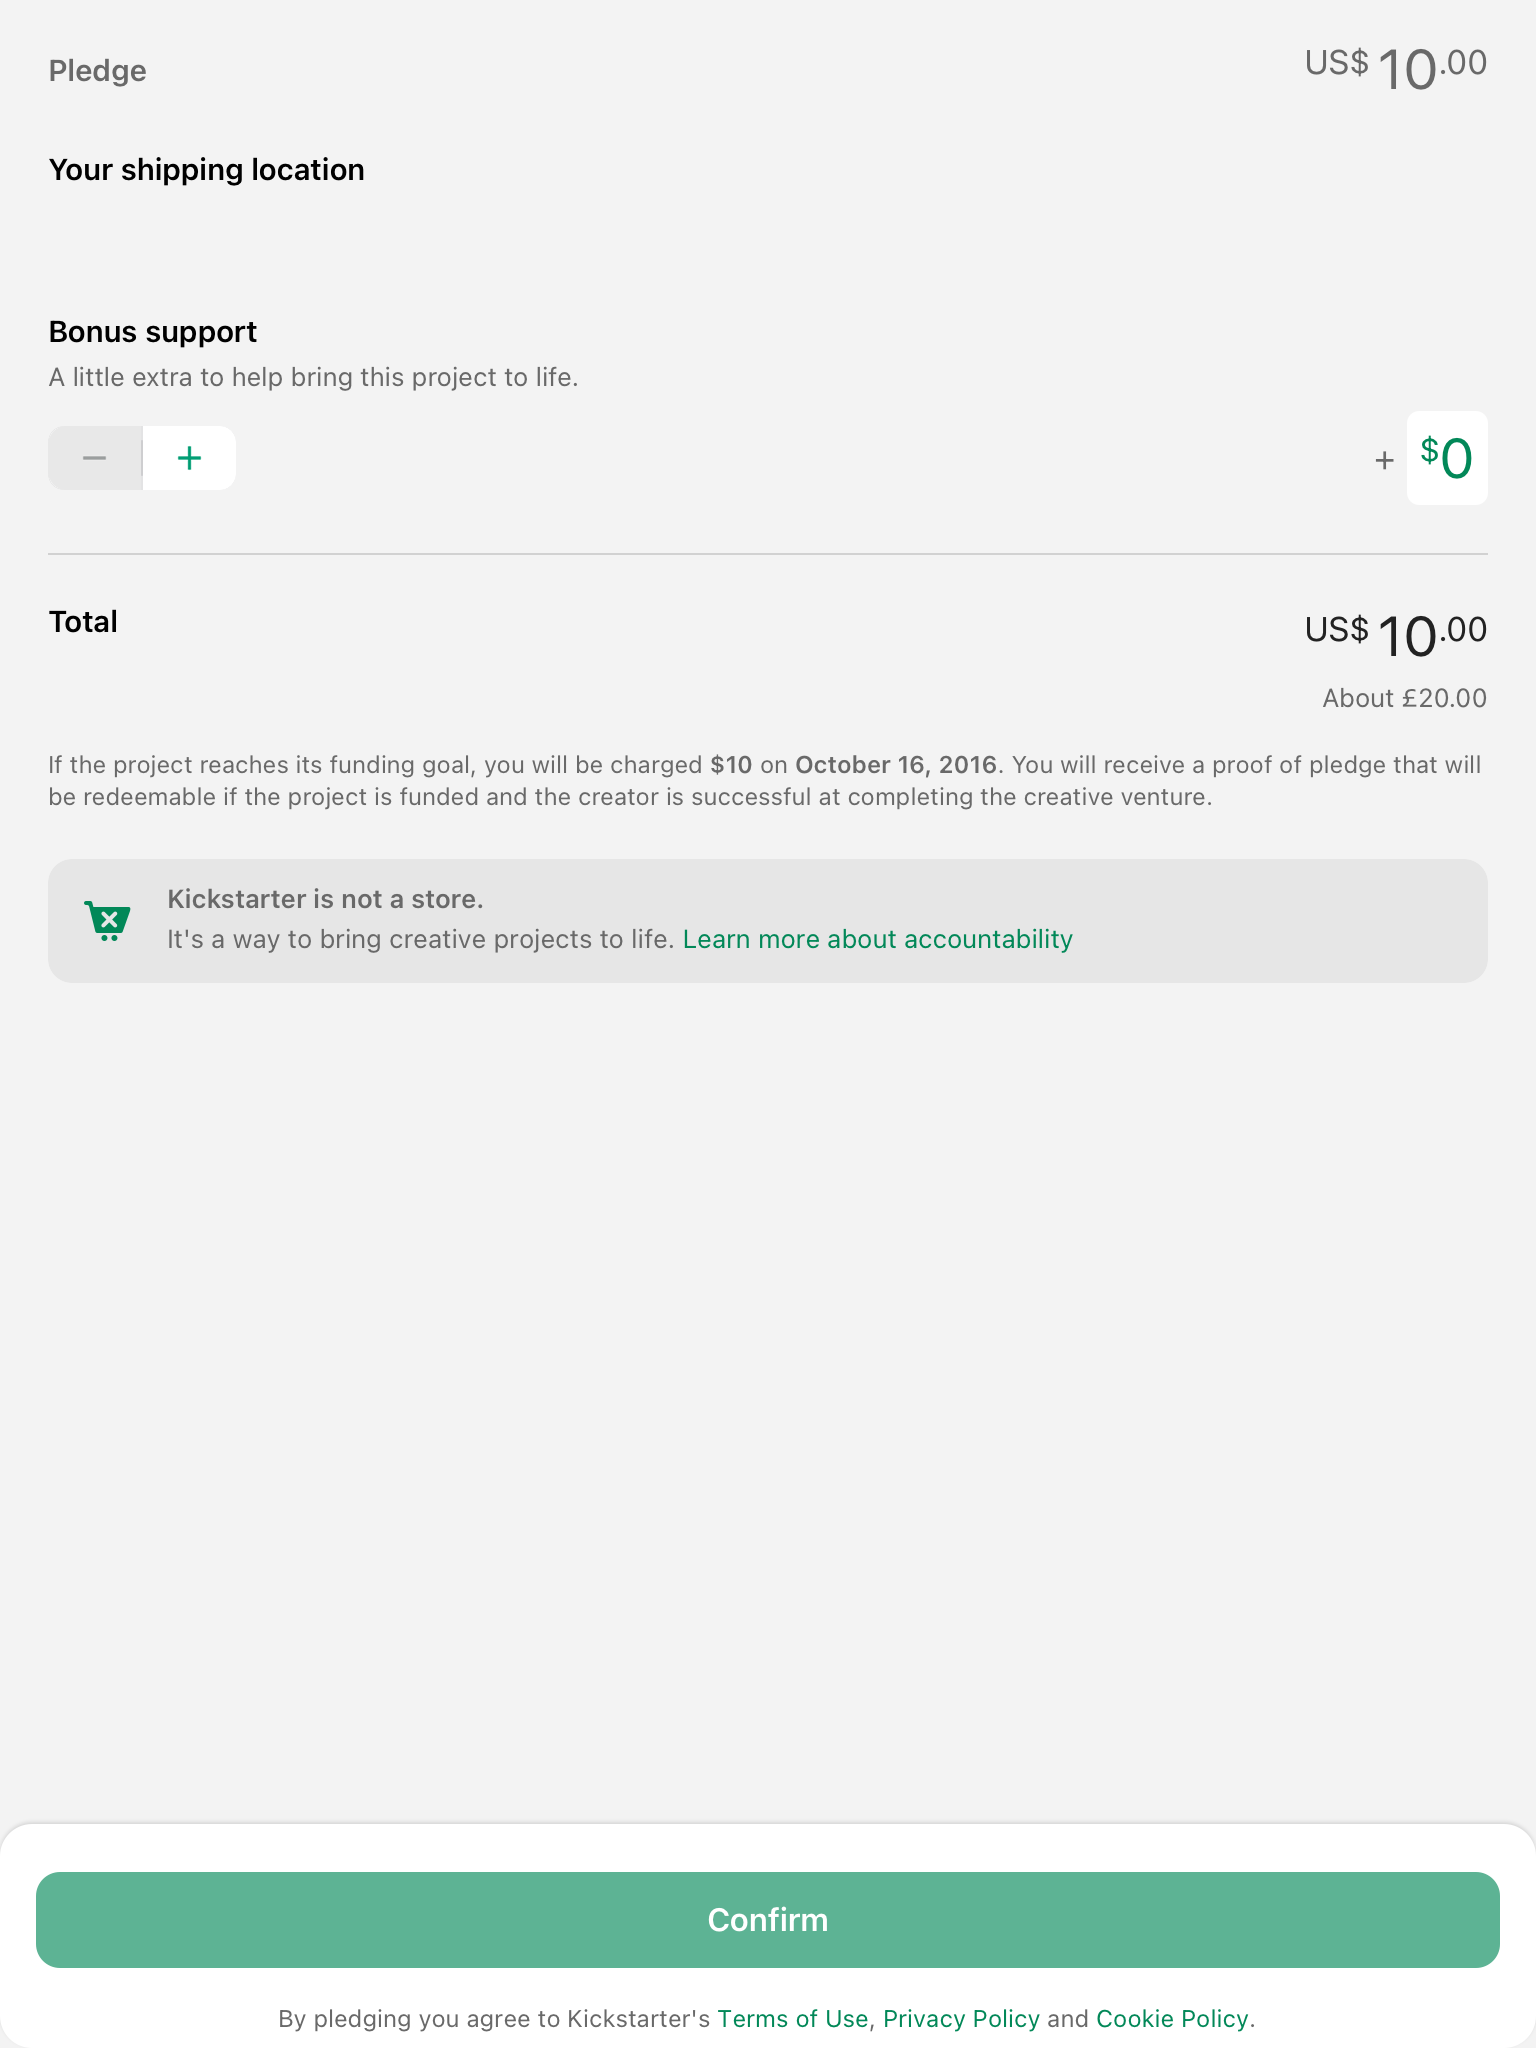 Pledge
US$ 10.00
Your shipping location
Bonus support
A little extra to help bring this project to life.
− + + $0
Total
US$ 10.00
About £20.00
If the project reaches its funding goal, you will be charged $10 on October 16, 2016. You will receive a proof of pledge that will
be redeemable if the project is funded and the creator is successful at completing the creative venture.
Kickstarter is not a store.
It's a way to bring creative projects to life. Learn more about accountability
Confirm
By pledging you agree to Kickstarter's Terms of Use, Privacy Policy and Cookie Policy.